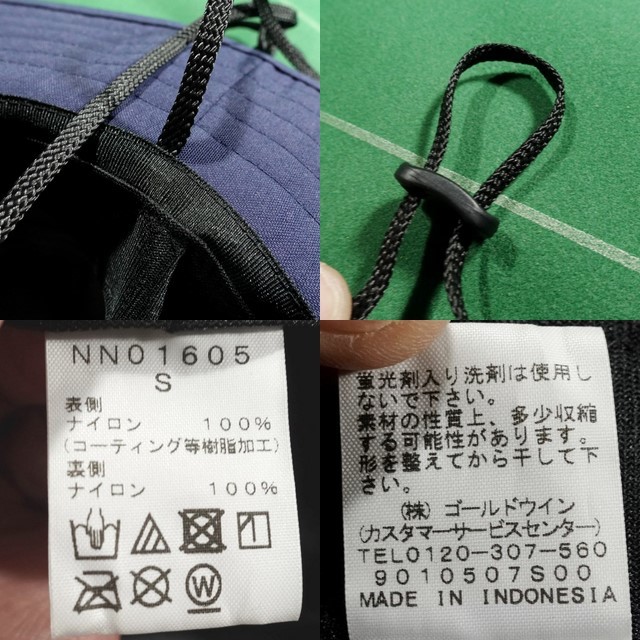 NN01605
S
表側
ナイロン 100%
(コーティング等樹脂加工)
裏側
ナイロン 100%
W
蛍光剤入り洗剤は使用し
ないで下さい。
素材の性質上、多少収縮
する可能性があります。
形を整えてから干して下
さい。
(株) ゴールドウイン
(カスタマーサービスセンター)
TEL0120-307-560
9010507S00
MADE IN INDONESIA